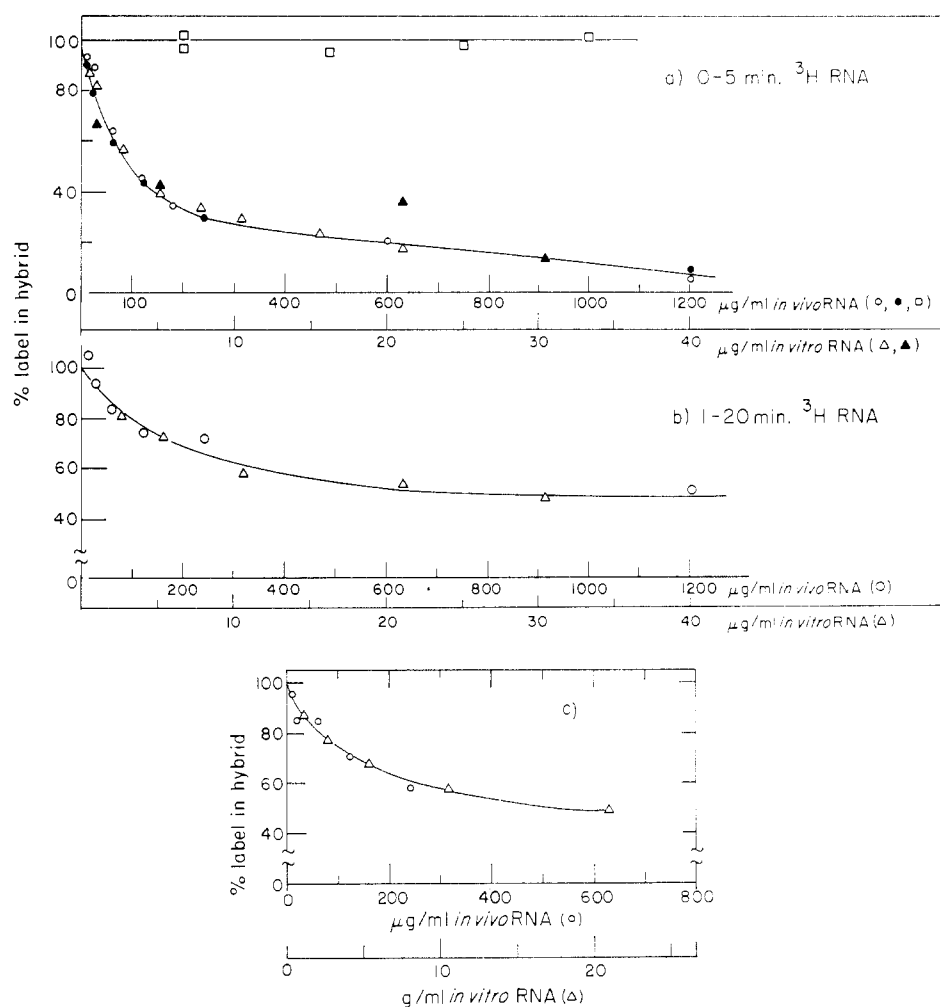 100
80
40
0
% label in hybrid
a) 0-5 min. ³H RNA
100 400 600 800 1000 1200
μg/ml in vivo RNA (○, ●, □)
10 20 30 40
μg/ml in vitro RNA (△, ▲)
100
80
60
40
0
b) 1-20 min. ³H RNA
200 400 600 800 1000 1200
μg/ml in vivo RNA (○)
10 20 30 40
μg/ml in vitro RNA (△)
100
80
60
40
0
% label in hybrid
c)
0 200 400 600 800
μg/ml in vivo RNA (○)
0 10 20
g/ml in vitro RNA (△)